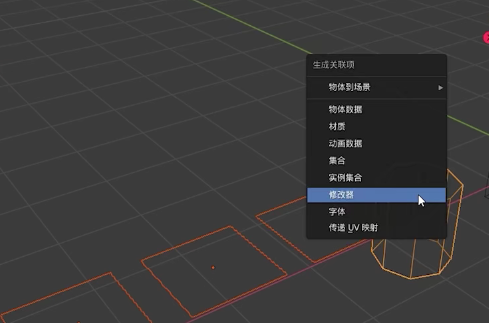 生成关联项
物体到场景
物体数据
材质
动画数据
集合
实例集合
修改器
字体
传递 UV 映射